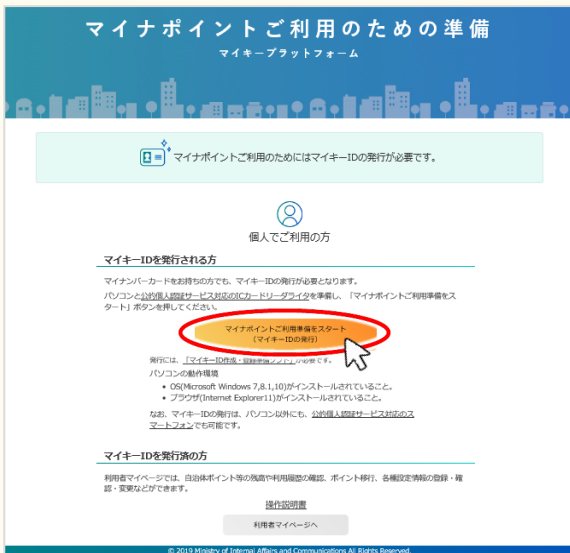 マイナポイントご利用のための準備
マイキープラットフォーム
マイナポイントご利用のためにはマイキーIDの発行が必要です。
個人でご利用の方
マイキーIDを発行される方
マイナンバーカードをお持ちの方でも、マイキーIDの発行が必要となります。
パソコンと公的個人認証サービス対応のICカードリーダライタを準備し、「マイナポイントご利用準備をス
タート」ボタンを押してください。
マイナポイントご利用準備をスタート
(マイキーIDの発行)
発行には、「マイキーID作成・登録準備ソフト」が必要です。
パソコンの動作環境
• OS(Microsoft Windows 7,8.1,10)がインストールされていること。
• ブラウザ(Internet Explorer11)がインストールされていること。
なお、マイキーIDの発行は、パソコン以外にも、公的個人認証サービス対応のス
マートフォンでも可能です。
マイキーIDを発行済の方
利用者マイページでは、自治体ポイント等の残高や利用履歴の確認、ポイント移行、各種設定情報の登録・確
認・変更などができます。
操作説明書
利用者マイページへ
© 2019 Ministry of Internal Affairs and Communications All Rights Reserved.